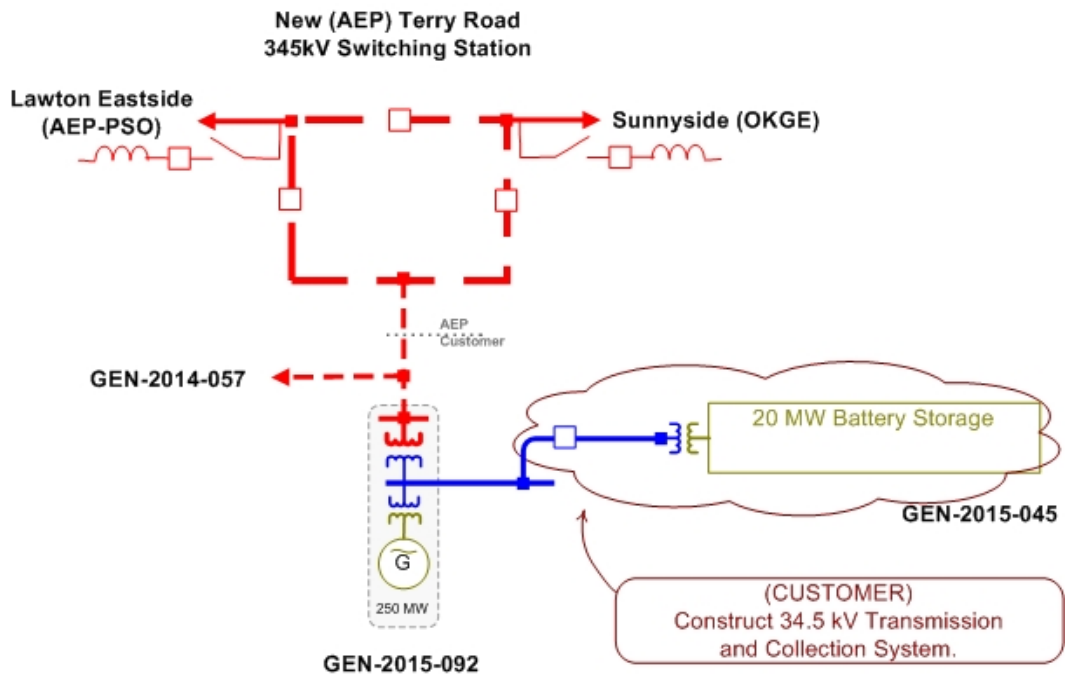 New (AEP) Terry Road
345kV Switching Station
Lawton Eastside
(AEP-PSO)
Sunnyside (OKGE)
AEP
Customer
GEN-2014-057
20 MW Battery Storage
GEN-2015-045
G
250 MW
(CUSTOMER)
Construct 34.5 kV Transmission
and Collection System.
GEN-2015-092